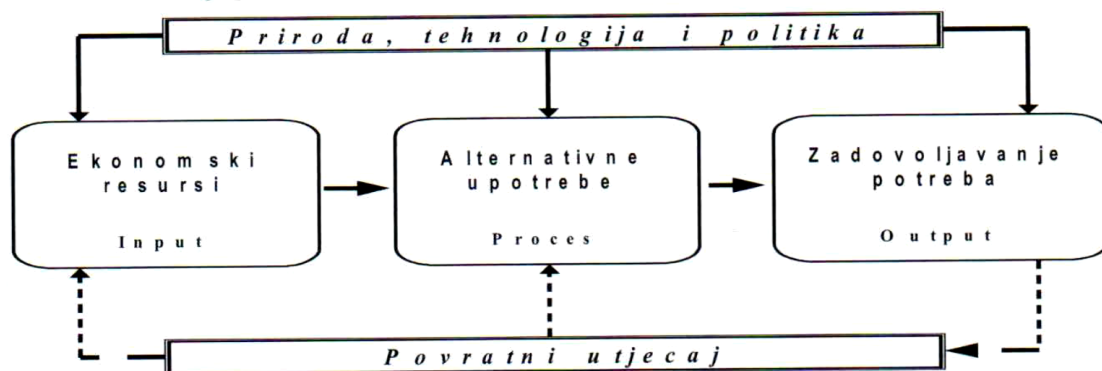 Priroda, tehnologija i politika
Ekonomski
resursi
Input
Alternativne
upotrebe
Proces
Zadovoljavanje
potreba
Output
Povratni utjecaj